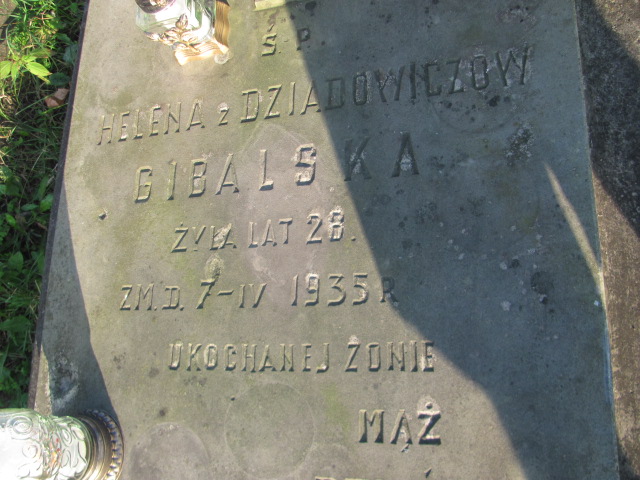 Ś. P.
HELENA z DZIADOWICZÓW
GIBALSKA
ŻYŁA LAT 28.
ZM. D. 7-IV 1935 R
UKOCHANEJ ŻONIE
MĄŻ